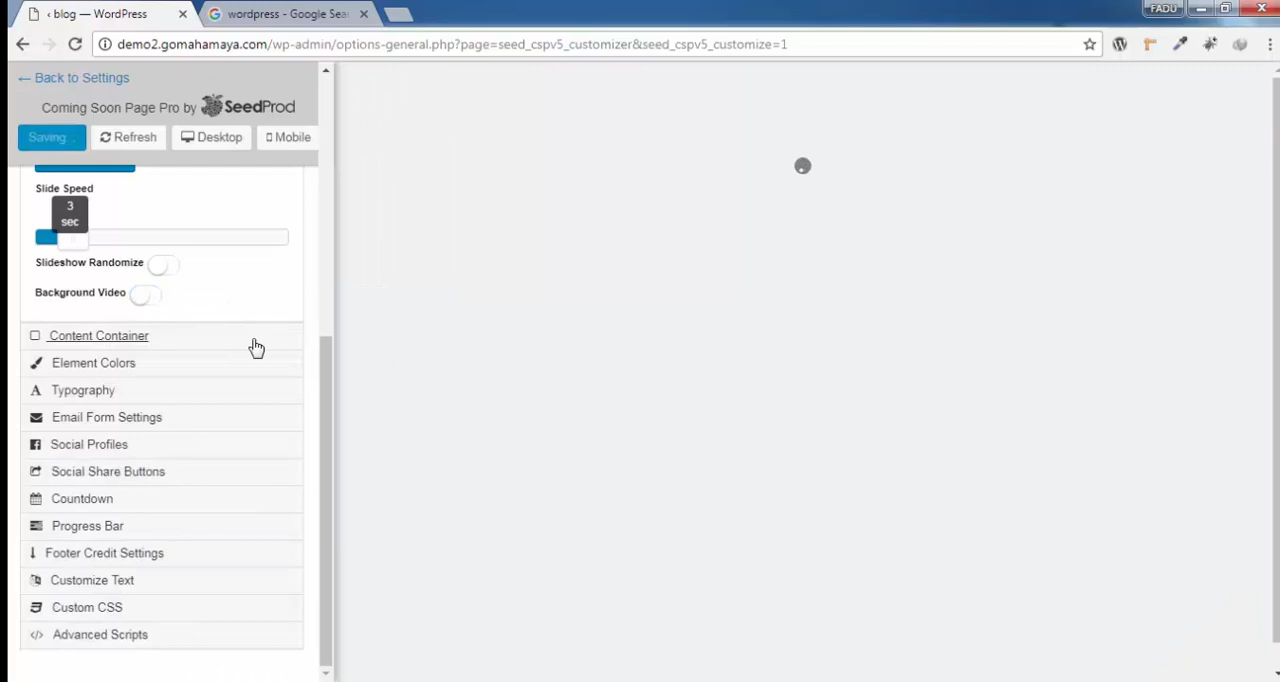 ‹ blog — WordPress
wordpress - Google Sea
FADU
demo2.gomahamaya.com/wp-admin/options-general.php?page=seed_cspv5_customizer&seed_cspv5_customize=1
← Back to Settings
Coming Soon Page Pro by SeedProd
Saving...
Refresh
Desktop
Mobile
Slide Speed
3
sec
Slideshow Randomize
Background Video
Content Container
Element Colors
Typography
Email Form Settings
Social Profiles
Social Share Buttons
Countdown
Progress Bar
Footer Credit Settings
Customize Text
Custom CSS
Advanced Scripts